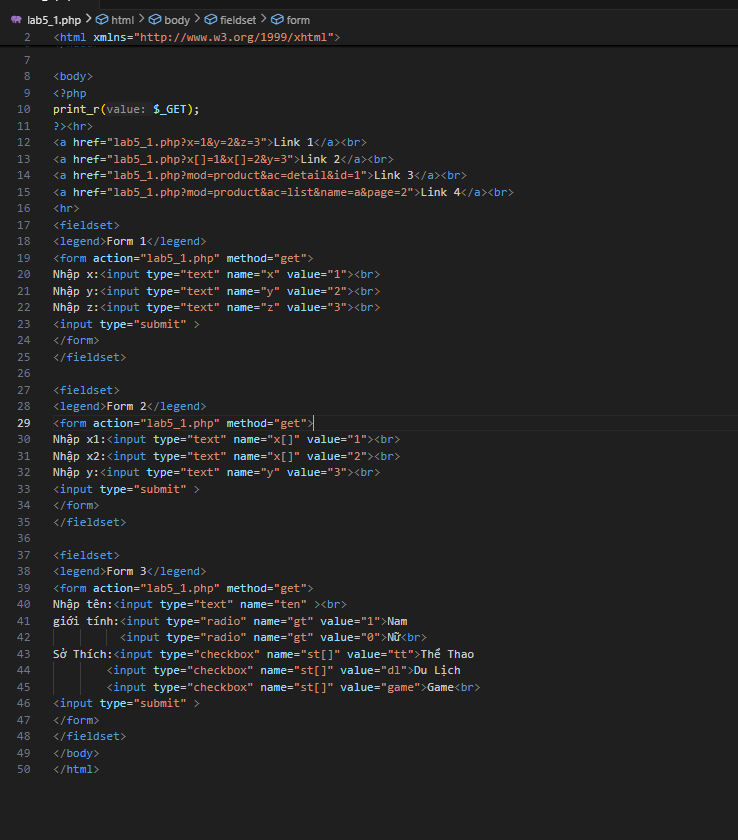 lab5_1.php > html > body > fieldset > form
2 <html xmlns="http://www.w3.org/1999/xhtml">
7
8 <body>
9 <?php
10 print_r(value: $_GET);
11 ?><hr>
12 <a href="lab5_1.php?x=1&y=2&z=3">Link 1</a><br>
13 <a href="lab5_1.php?x[]=1&x[]=2&y=3">Link 2</a><br>
14 <a href="lab5_1.php?mod=product&ac=detail&id=1">Link 3</a><br>
15 <a href="lab5_1.php?mod=product&ac=list&name=a&page=2">Link 4</a><br>
16 <hr>
17 <fieldset>
18 <legend>Form 1</legend>
19 <form action="lab5_1.php" method="get">
20 Nhập x:<input type="text" name="x" value="1"><br>
21 Nhập y:<input type="text" name="y" value="2"><br>
22 Nhập z:<input type="text" name="z" value="3"><br>
23 <input type="submit" >
24 </form>
25 </fieldset>
26
27 <fieldset>
28 <legend>Form 2</legend>
29 <form action="lab5_1.php" method="get">
30 Nhập x1:<input type="text" name="x[]" value="1"><br>
31 Nhập x2:<input type="text" name="x[]" value="2"><br>
32 Nhập y:<input type="text" name="y" value="3"><br>
33 <input type="submit" >
34 </form>
35 </fieldset>
36
37 <fieldset>
38 <legend>Form 3</legend>
39 <form action="lab5_1.php" method="get">
40 Nhập tên:<input type="text" name="ten" ><br>
41 giới tính:<input type="radio" name="gt" value="1">Nam
42 <input type="radio" name="gt" value="0">Nữ<br>
43 Sở Thích:<input type="checkbox" name="st[]" value="tt">Thể Thao
44 <input type="checkbox" name="st[]" value="dl">Du Lịch
45 <input type="checkbox" name="st[]" value="game">Game<br>
46 <input type="submit" >
47 </form>
48 </fieldset>
49 </body>
50 </html>